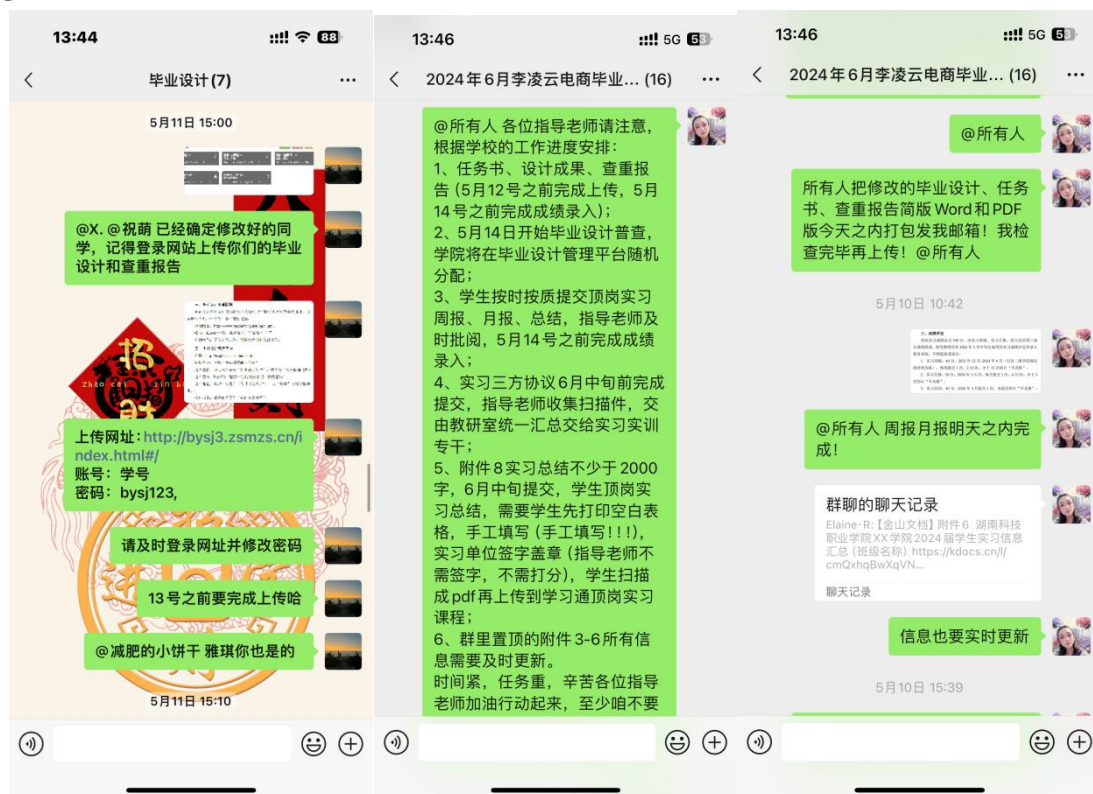 13:44
5G
88
毕业设计(7)
5月11日 15:00
@X. @祝萌 已经确定修改好的同
学，记得登录网站上传你们的毕业
设计和查重报告
招
财
zhao cai
jin b
上传网址：http://bysj3.zsmzs.cn/i
ndex.html#/
账号：学号
密码：bysj123,
请及时登录网址并修改密码
13号之前要完成上传哈
@减肥的小饼干 雅琪你也是的
5月11日 15:10
13:46
5G
53
2024年6月李凌云电商毕业... (16)
@所有人 各位指导老师请注意，
根据学校的工作进度安排：
1、任务书、设计成果、查重报
告（5月12号之前完成上传，5月
14号之前完成成绩录入）；
2、5月14日开始毕业设计普查，
学院将在毕业设计管理平台随机
分配；
3、学生按时按质提交顶岗实习
周报、月报、总结，指导老师及
时批阅，5月14号之前完成成绩
录入；
4、实习三方协议6月中旬前完成
提交，指导老师收集扫描件，交
由教研室统一汇总交给实习实训
专干；
5、附件8实习总结不少于2000
字，6月中旬提交，学生顶岗实
习总结，需要学生先打印空白表
格，手工填写（手工填写！！！），
实习单位签字盖章（指导老师不
需签字，不需打分），学生扫描
成pdf再上传到学习通顶岗实习
课程；
6、群里置顶的附件3-6所有信
息需要及时更新。
时间紧，任务重，辛苦各位指导
老师加油行动起来，至少咱不要
13:46
5G
53
2024年6月李凌云电商毕业... (16)
@所有人
所有人把修改的毕业设计、任务
书、查重报告简版Word和PDF
版今天之内打包发我邮箱！我检
查完毕再上传！@所有人
5月10日 10:42
@所有人 周报月报明天之内完
成！
群聊的聊天记录
Elaine·R:【金山文档】附件6 湖南科技
职业学院XX学院2024届学生实习信息
汇总（班级名称）https://kdocs.cn/l/
cmQxhqBwXqVN...
聊天记录
信息也要实时更新
5月10日 15:39